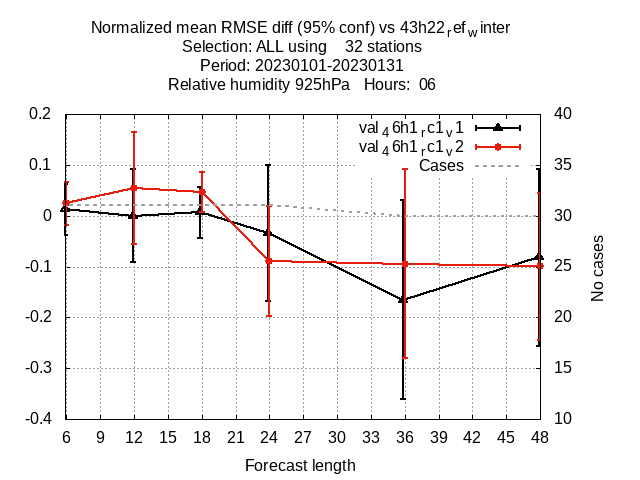 Normalized mean RMSE diff (95% conf) vs 43h22ref_winter
Selection: ALL using 32 stations
Period: 20230101-20230131
Relative humidity 925hPa Hours: 06
val46h1rc1v1
val46h1rc1v2
Cases
0.2
0.1
0
-0.1
-0.2
-0.3
-0.4
40
35
30
25
20
15
10
No cases
6 9 12 15 18 21 24 27 30 33 36 39 42 45 48
Forecast length